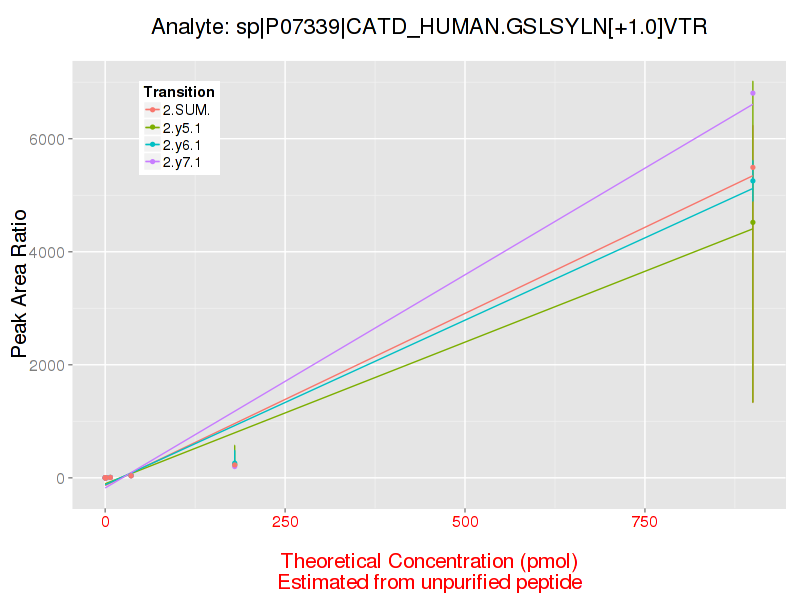 Analyte: sp|P07339|CATD_HUMAN.GSLSYLN[+1.0]VTR
Transition
2.SUM.
2.y5.1
2.y6.1
2.y7.1
Peak Area Ratio
6000
4000
2000
0
0 250 500 750
Theoretical Concentration (pmol)
Estimated from unpurified peptide